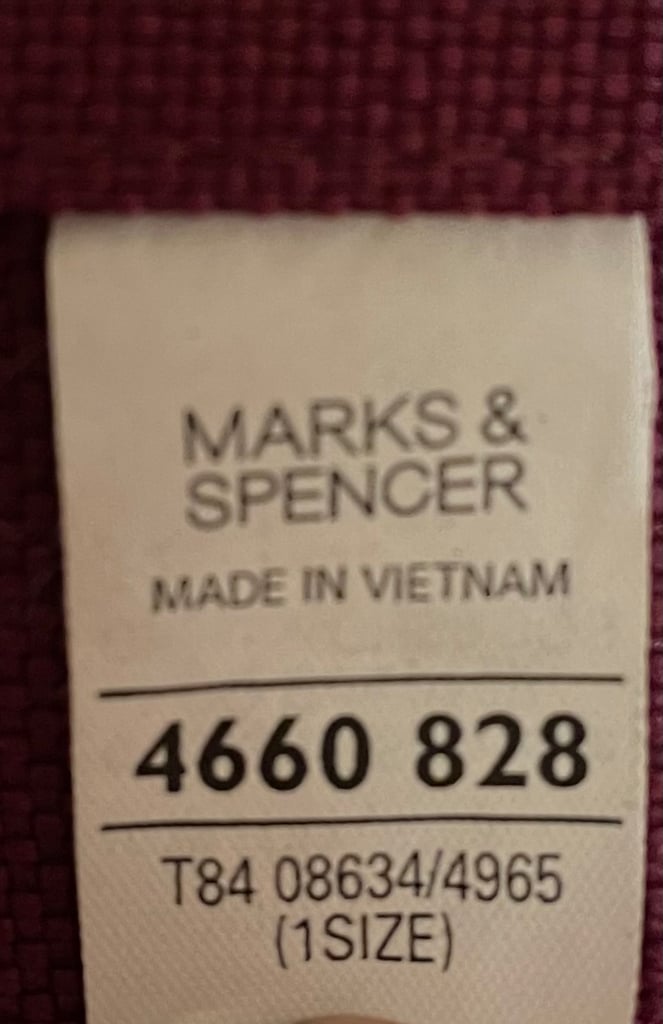 MARKS &
SPENCER
MADE IN VIETNAM
4660 828
T84 08634/4965
(1SIZE)